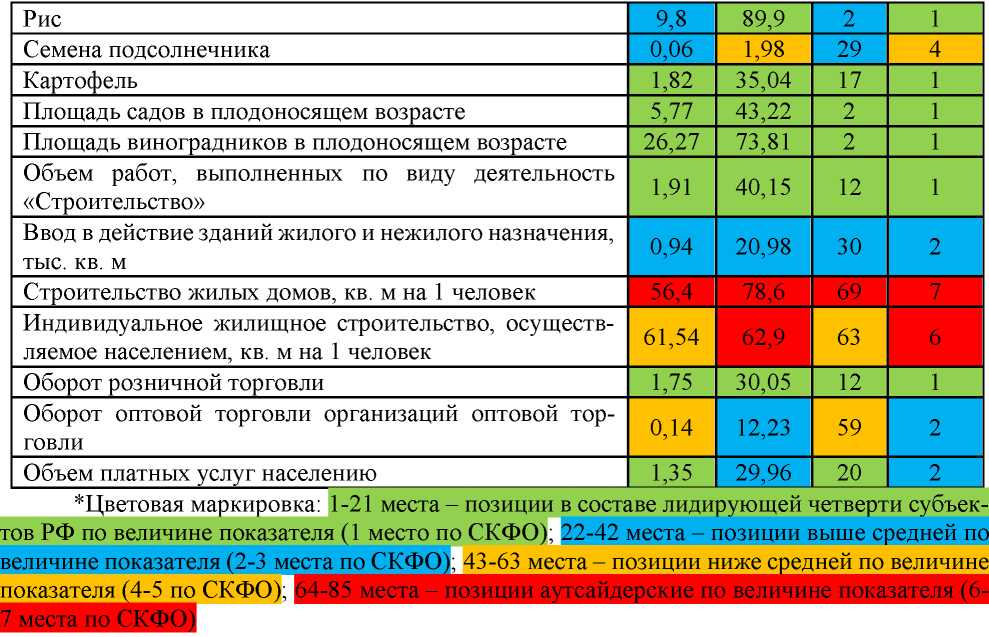 Рис 9,8 89,9 2 1
Семена подсолнечника 0,06 1,98 29 4
Картофель 1,82 35,04 17 1
Площадь садов в плодоносящем возрасте 5,77 43,22 2 1
Площадь виноградников в плодоносящем возрасте 26,27 73,81 2 1
Объем работ, выполненных по виду деятельность
«Строительство» 1,91 40,15 12 1
Ввод в действие зданий жилого и нежилого назначения,
тыс. кв. м 0,94 20,98 30 2
Строительство жилых домов, кв. м на 1 человек 56,4 78,6 69 7
Индивидуальное жилищное строительство, осуществ-
ляемое населением, кв. м на 1 человек 61,54 62,9 63 6
Оборот розничной торговли 1,75 30,05 12 1
Оборот оптовой торговли организаций оптовой тор-
говли 0,14 12,23 59 2
Объем платных услуг населению 1,35 29,96 20 2
*Цветовая маркировка: 1-21 места – позиции в составе лидирующей четверти субъек-
тов РФ по величине показателя (1 место по СКФО); 22-42 места – позиции выше средней по
величине показателя (2-3 места по СКФО); 43-63 места – позиции ниже средней по величине
показателя (4-5 по СКФО); 64-85 места – позиции аутсайдерские по величине показателя (6-
7 места по СКФО)